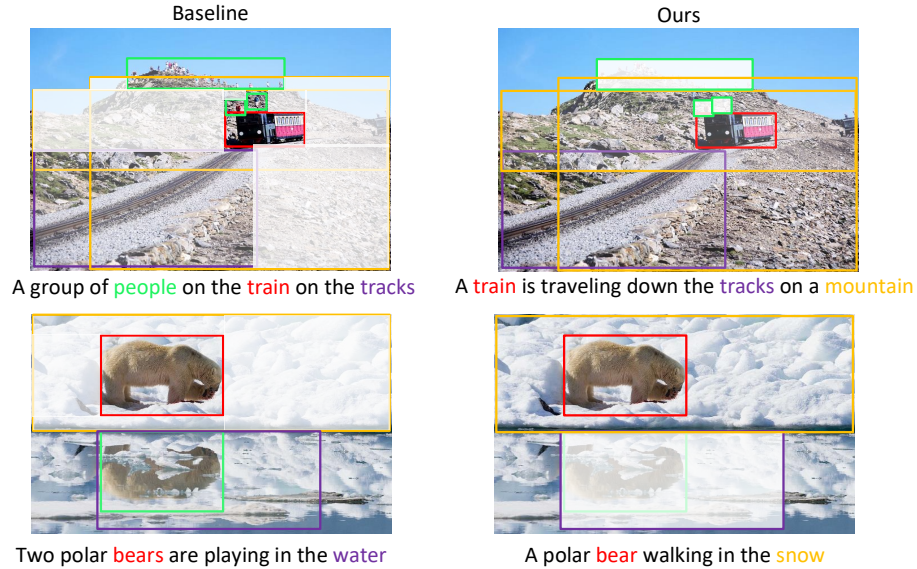 Baseline
Ours
A group of people on the train on the tracks
A train is traveling down the tracks on a mountain
Two polar bears are playing in the water
A polar bear walking in the snow